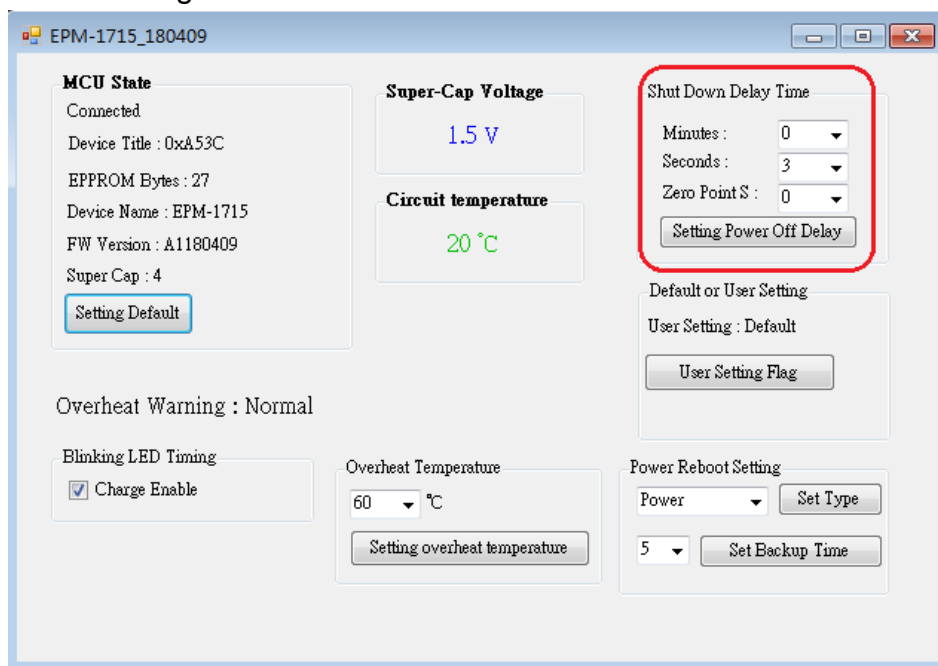 EPM-1715_180409
MCU State
Connected
Device Title : 0xA53C
EPPROM Bytes : 27
Device Name : EPM-1715
FW Version : A1180409
Super Cap : 4
Setting Default
Super-Cap Voltage
1.5 V
Circuit temperature
20 ℃
Shut Down Delay Time
Minutes : 0
Seconds : 3
Zero Point S : 0
Setting Power Off Delay
Default or User Setting
User Setting : Default
User Setting Flag
Overheat Warning : Normal
Blinking LED Timing
Charge Enable
Overheat Temperature
60 ℃
Setting overheat temperature
Power Reboot Setting
Power Set Type
5 Set Backup Time